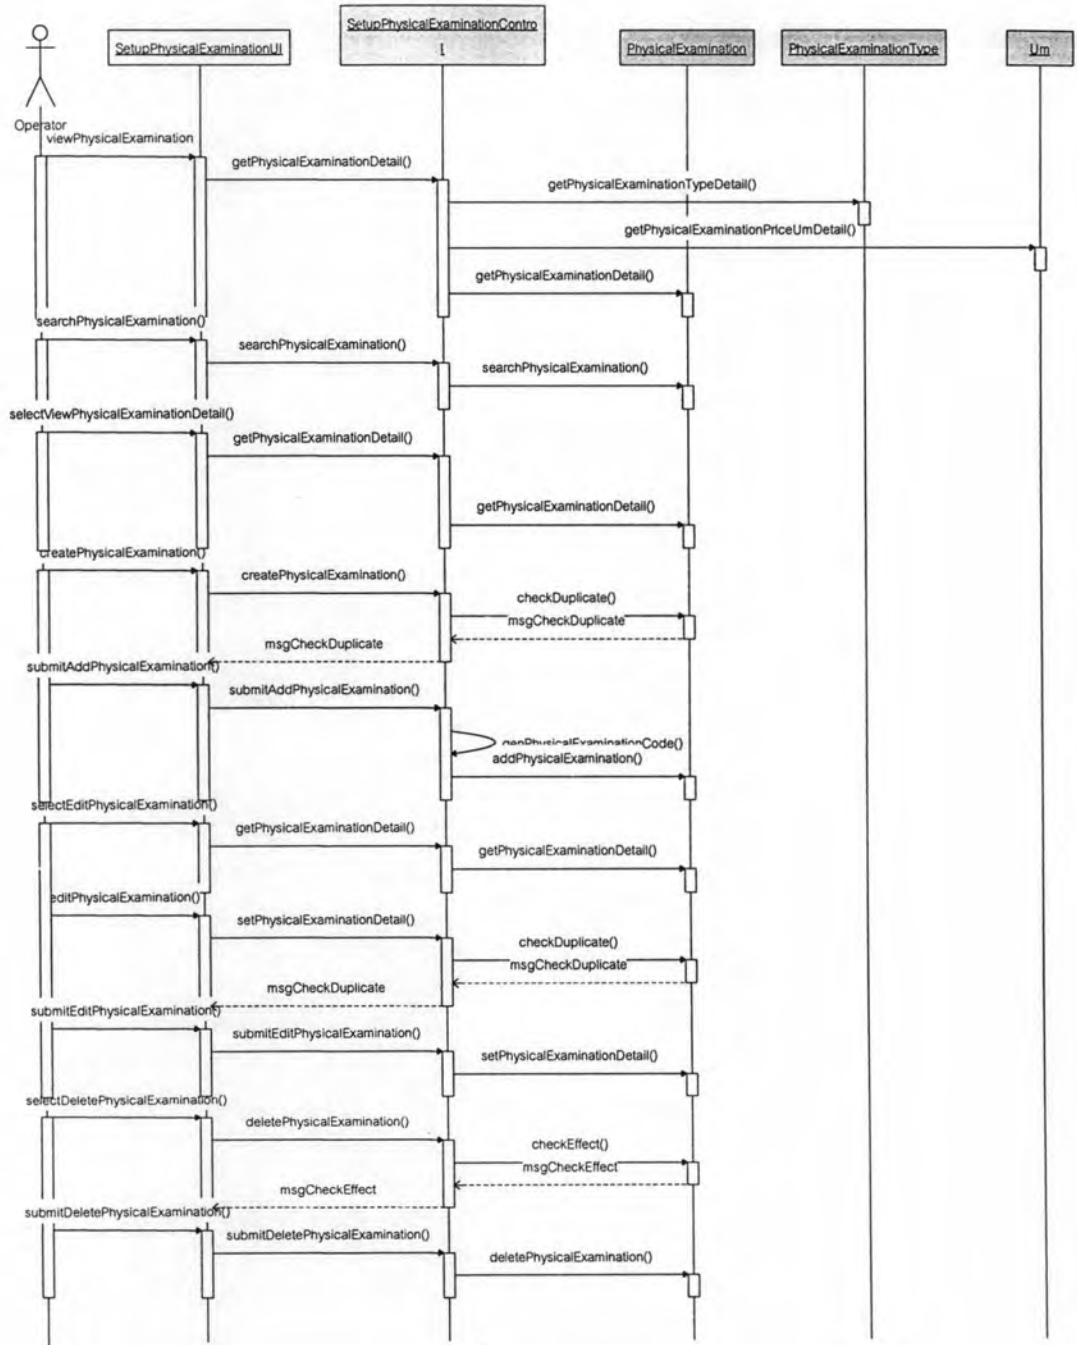 SetupPhysicalExaminationContro
l
SetupPhysicalExaminationUI
PhysicalExamination
PhysicalExaminationType
Um
Operator
viewPhysicalExamination
getPhysicalExaminationDetail()
getPhysicalExaminationTypeDetail()
getPhysicalExaminationPriceUmDetail()
getPhysicalExaminationDetail()
searchPhysicalExamination()
searchPhysicalExamination()
searchPhysicalExamination()
selectViewPhysicalExaminationDetail()
getPhysicalExaminationDetail()
getPhysicalExaminationDetail()
createPhysicalExamination()
createPhysicalExamination()
checkDuplicate()
msgCheckDuplicate
msgCheckDuplicate
submitAddPhysicalExamination()
submitAddPhysicalExamination()
genPhysicalExaminationCode()
addPhysicalExamination()
selectEditPhysicalExamination()
getPhysicalExaminationDetail()
getPhysicalExaminationDetail()
editPhysicalExamination()
setPhysicalExaminationDetail()
checkDuplicate()
msgCheckDuplicate
msgCheckDuplicate
submitEditPhysicalExamination()
submitEditPhysicalExamination()
setPhysicalExaminationDetail()
selectDeletePhysicalExamination()
deletePhysicalExamination()
checkEffect()
msgCheckEffect
msgCheckEffect
submitDeletePhysicalExamination()
submitDeletePhysicalExamination()
deletePhysicalExamination()